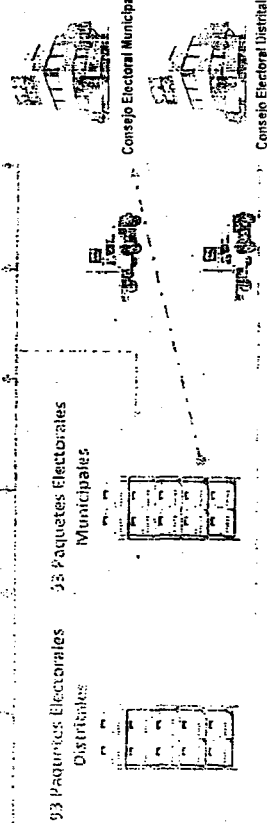 93 Paquetes Electorales
Distritales
93 Paquetes Electorales
Municipales
Consejo Electoral Municipal
Consejo Electoral Distrital